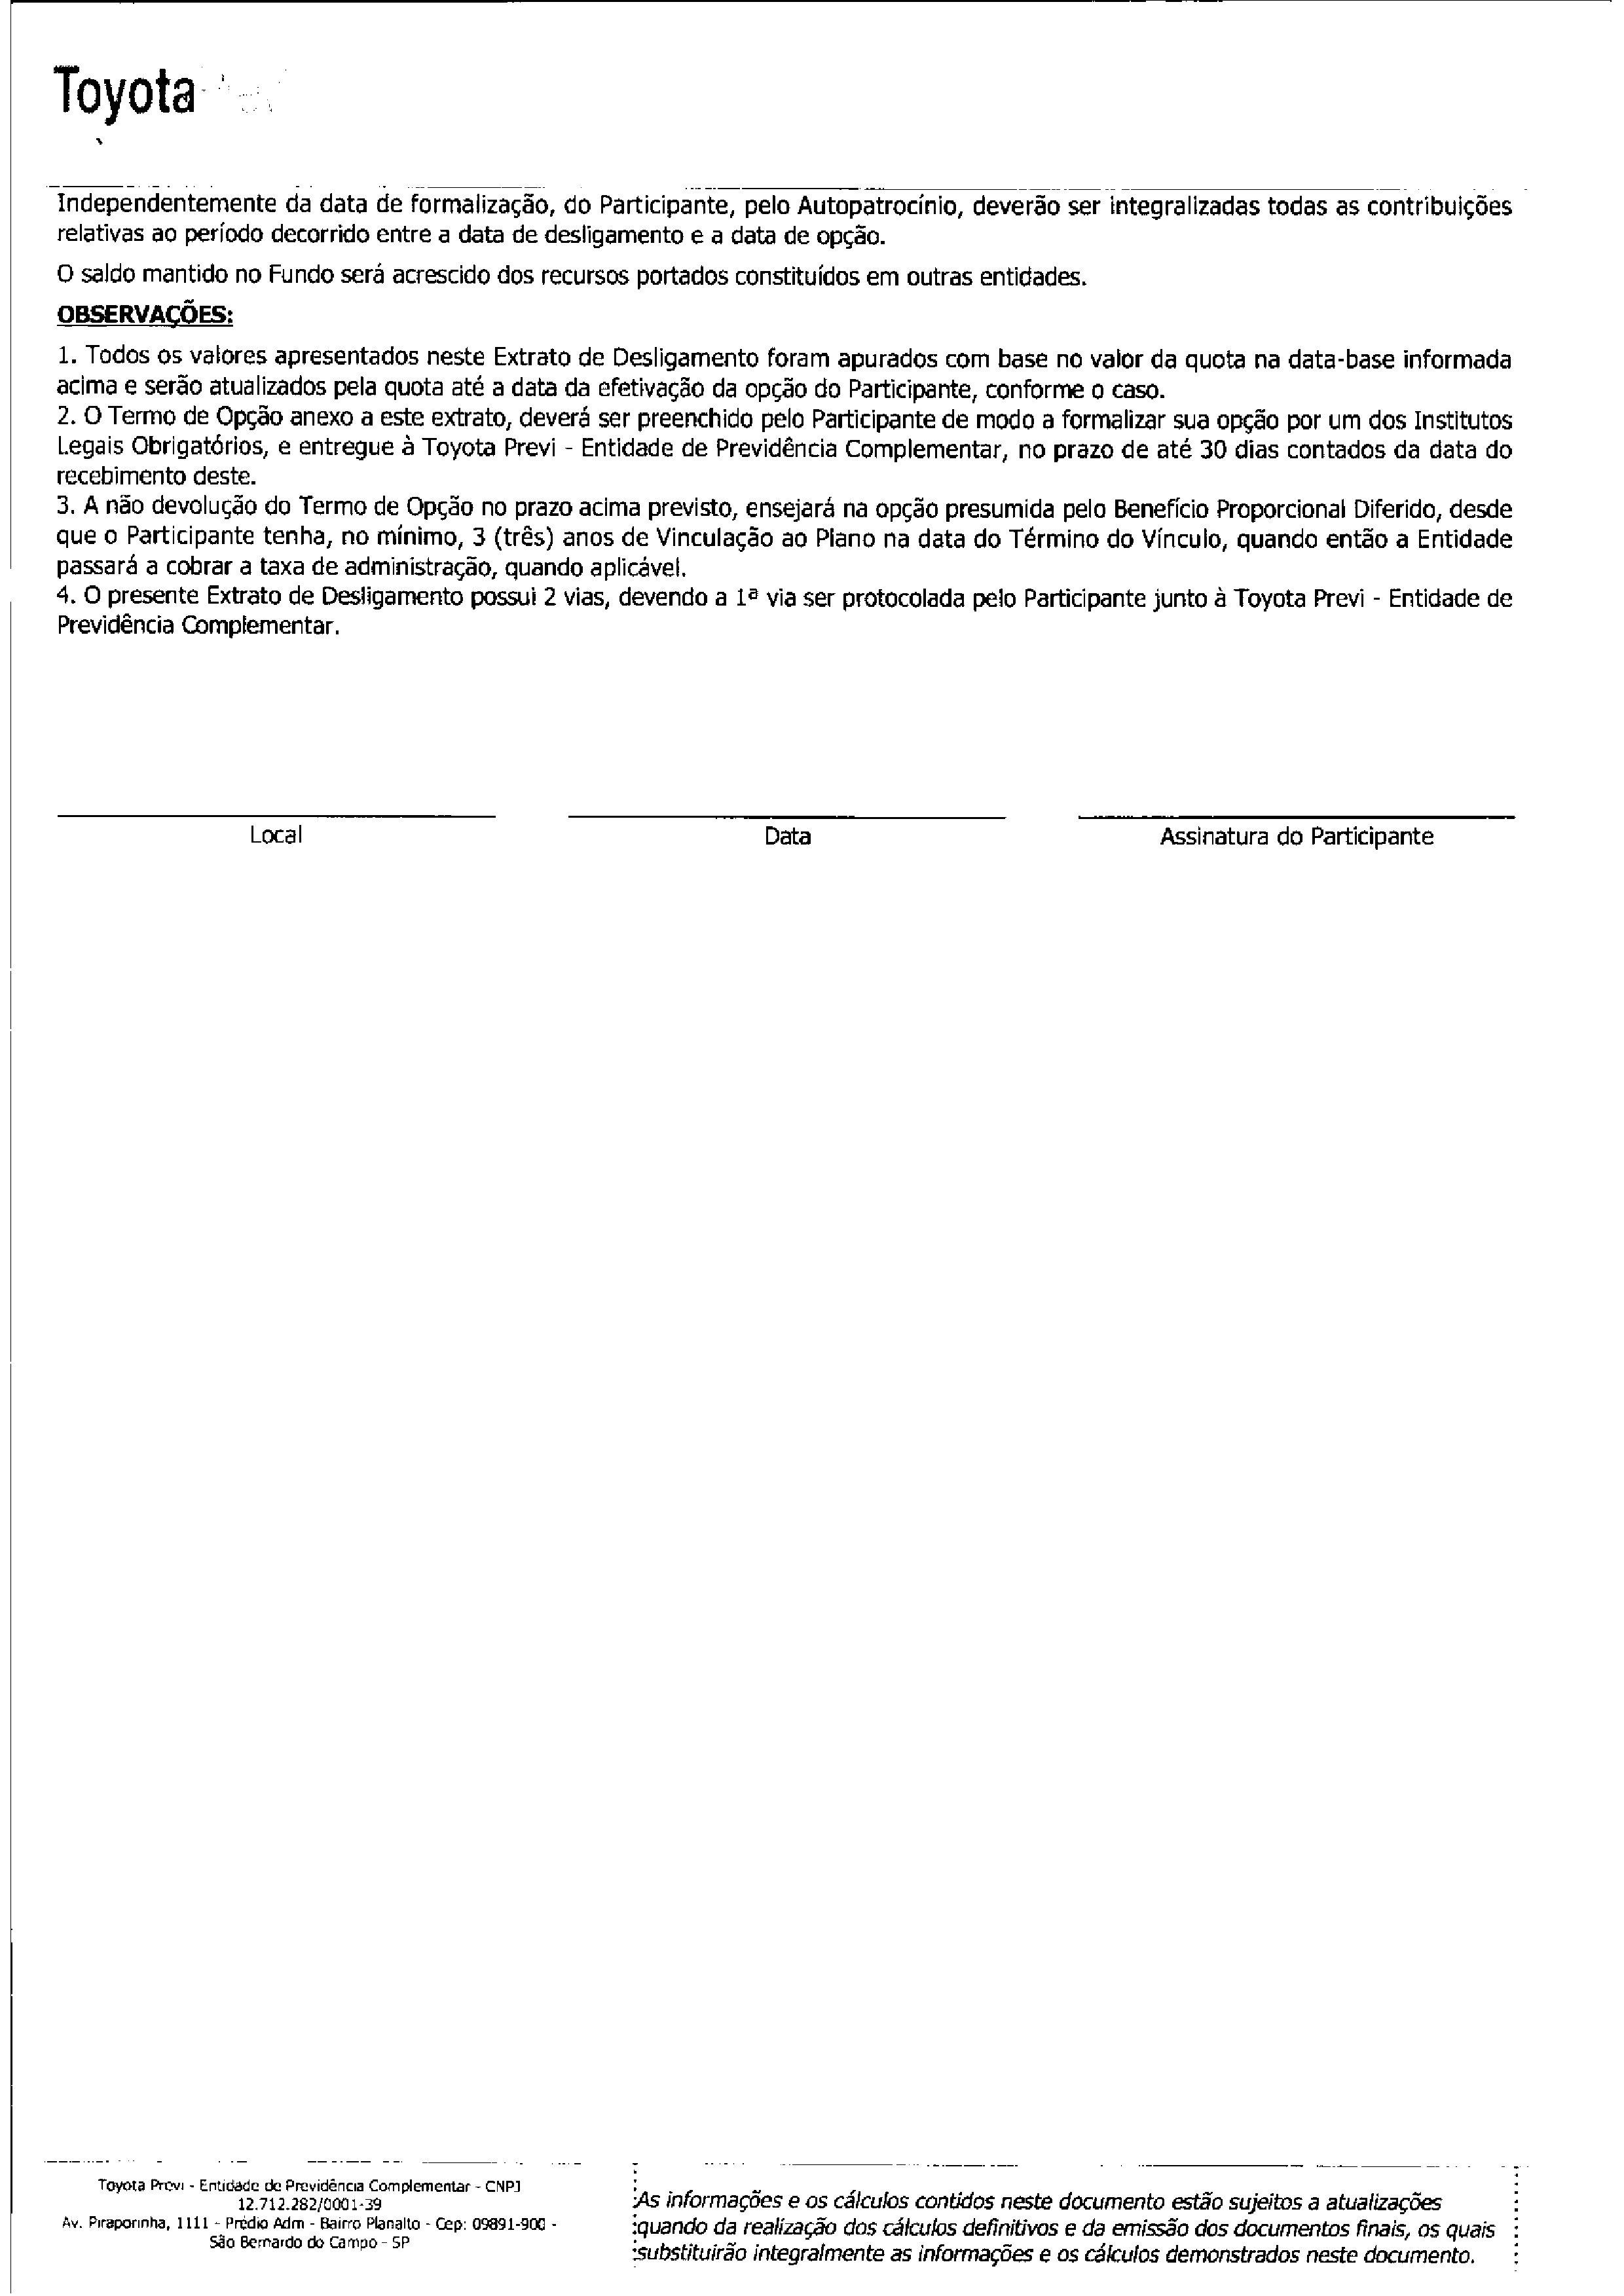 Toyota
Independentemente da data de formalização, do Participante, pelo Autopatrocínio, deverão ser integralizadas todas as contribuições
relativas ao período decorrido entre a data de desligamento e a data de opção.
O saldo mantido no Fundo será acrescido dos recursos portados constituídos em outras entidades.
OBSERVAÇÕES:
1. Todos os valores apresentados neste Extrato de Desligamento foram apurados com base no valor da quota na data-base informada
acima e serão atualizados pela quota até a data da efetivação da opção do Participante, conforme o caso.
2. O Termo de Opção anexo a este extrato, deverá ser preenchido pelo Participante de modo a formalizar sua opção por um dos Institutos
Legais Obrigatórios, e entregue à Toyota Previ - Entidade de Previdência Complementar, no prazo de até 30 dias contados da data do
recebimento deste.
3. A não devolução do Termo de Opção no prazo acima previsto, ensejará na opção presumida pelo Benefício Proporcional Diferido, desde
que o Participante tenha, no mínimo, 3 (três) anos de Vinculação ao Plano na data do Término do Vínculo, quando então a Entidade
passará a cobrar a taxa de administração, quando aplicável.
4. O presente Extrato de Desligamento possui 2 vias, devendo a 1ª via ser protocolada pelo Participante junto à Toyota Previ - Entidade de
Previdência Complementar.
Local Data Assinatura do Participante
Toyota Previ - Entidade de Previdência Complementar - CNPJ
12.712.282/0001-39
Av. Piraporinha, 1111 - Prédio Adm - Bairro Planalto - Cep: 09891-900 -
São Bernardo do Campo - SP
As informações e os cálculos contidos neste documento estão sujeitos a atualizações
quando da realização dos cálculos definitivos e da emissão dos documentos finais, os quais
substituirão integralmente as informações e os cálculos demonstrados neste documento.